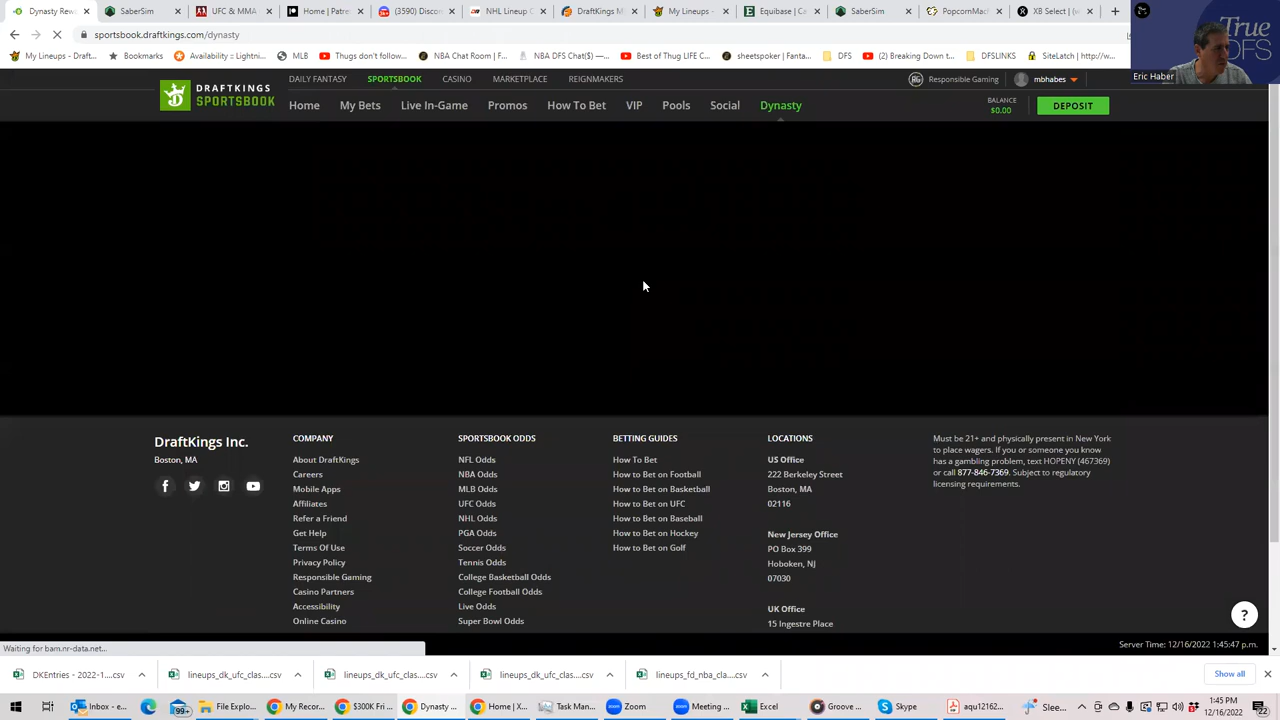 Dynasty Rew
SaberSim
UFC & MMA
Home | Patre
(3590) Discon
NHL Lineup C
DraftKings M
My Lineups -
Equibase | Ca
SaberSim
PopcornMach
XB Select | (w
sportsbook.draftkings.com/dynasty
My Lineups - Draft...
Bookmark
Availability = Lightni...
MLB
Thugs don't follow...
NBA Chat Room (...
NBA DFS Chat($) -...
Best of Thug LIFE C...
sheetspoker | Fanta...
DFS
(2) Breaking Down t...
DFSLINKS
SiteLatch | http://w...
True
DFS
Eric Haber
DAILY FANTASY
SPORTSBOOK
CASINO
MARKETPLACE
REIGNMAKERS
RG
Responsible Gaming
mbhabes
DRAFTKINGS
SPORTSBOOK
Home
My Bets
Live In-Game
Promos
How To Bet
VIP
Pools
Social
Dynasty
BALANCE
$0.00
DEPOSIT
DraftKings Inc.
Boston, MA
COMPANY
About DraftKings
Careers
Mobile Apps
Affiliates
Refer a Friend
Get Help
Terms Of Use
Privacy Policy
Responsible Gaming
Casino Partners
Accessibility
Online Casino
SPORTSBOOK ODDS
NFL Odds
NBA Odds
MLB Odds
UFC Odds
NHL Odds
PGA Odds
Soccer Odds
Tennis Odds
College Basketball Odds
College Football Odds
Live Odds
Super Bowl Odds
BETTING GUIDES
How To Bet
How to Bet on Football
How to Bet on Basketball
How to Bet on UFC
How to Bet on Baseball
How to Bet on Hockey
How to Bet on Golf
LOCATIONS
US Office
222 Berkeley Street
Boston, MA
02116
New Jersey Office
PO Box 399
Hoboken, NJ
07030
UK Office
15 Ingestre Place
Must be 21+ and physically present in New York
to place wagers. If you or someone you know
has a gambling problem, text HOPENY (467369)
or call 877-846-7369. Subject to regulatory
licensing requirements.
?
Waiting for bam.nr-data.net...
Server Time: 12/16/2022 1:45:47 p.m.
DKEntries - 2022-1....csv
lineups_dk_ufc_clas....csv
lineups_dk_ufc_clas....csv
lineups_dk_ufc_clas....csv
lineups_fd_nba_cla....csv
Show all
Inbox - e...
99+
File Explo...
My Recor...
$300K Fri ...
Dynasty ...
Home | X...
Task Man...
Zoom
Meeting ...
Excel
Groove ...
Skype
aqu12162...
Slee...
1:45 PM
12/16/2022
22